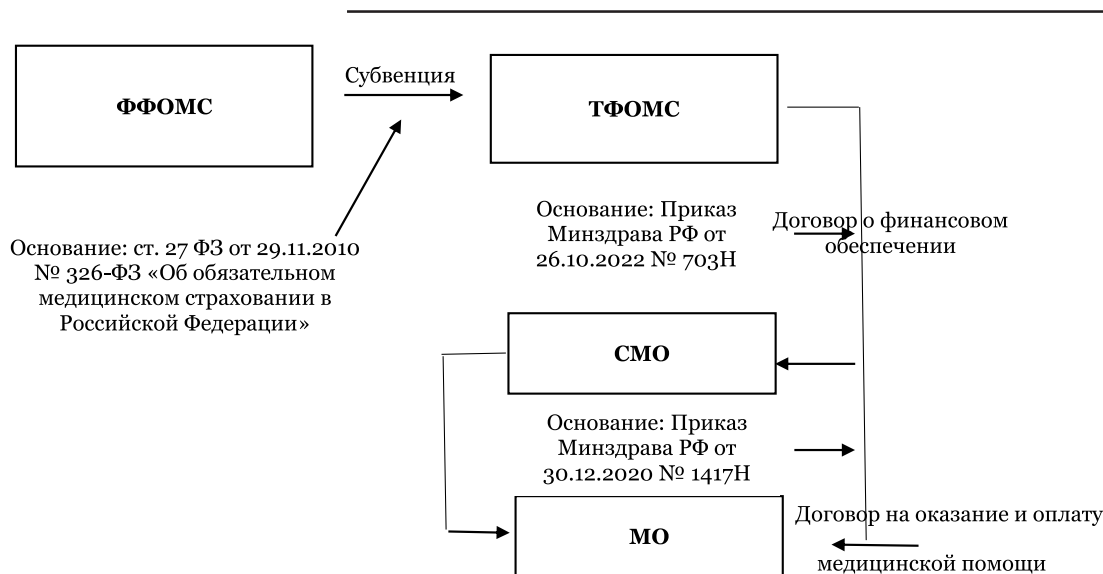 ФФОМС
Субвенция
ТФОМС
Основание: ст. 27 ФЗ от 29.11.2010
№ 326-ФЗ «Об обязательном
медицинском страховании в
Российской Федерации»
Основание: Приказ
Минздрава РФ от
26.10.2022 № 703Н
Договор о финансовом
обеспечении
СМО
Основание: Приказ
Минздрава РФ от
30.12.2020 № 1417Н
МО
Договор на оказание и оплату
медицинской помощи